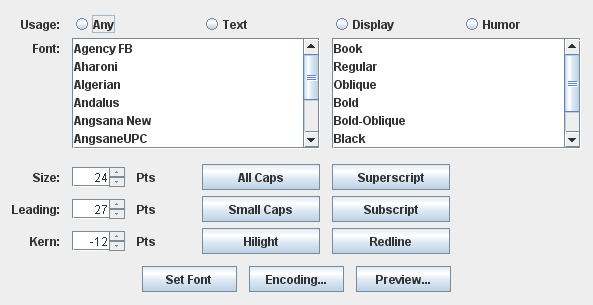 Usage: Any Text Display Humor
Font: Agency FB Book
Aharoni Regular
Algerian Oblique
Andalus Bold
Angsana New Bold-Oblique
AngsaneUPC Black
Size: 24 Pts All Caps Superscript
Leading: 27 Pts Small Caps Subscript
Kern: -12 Pts Hilight Redline
Set Font Encoding... Preview...